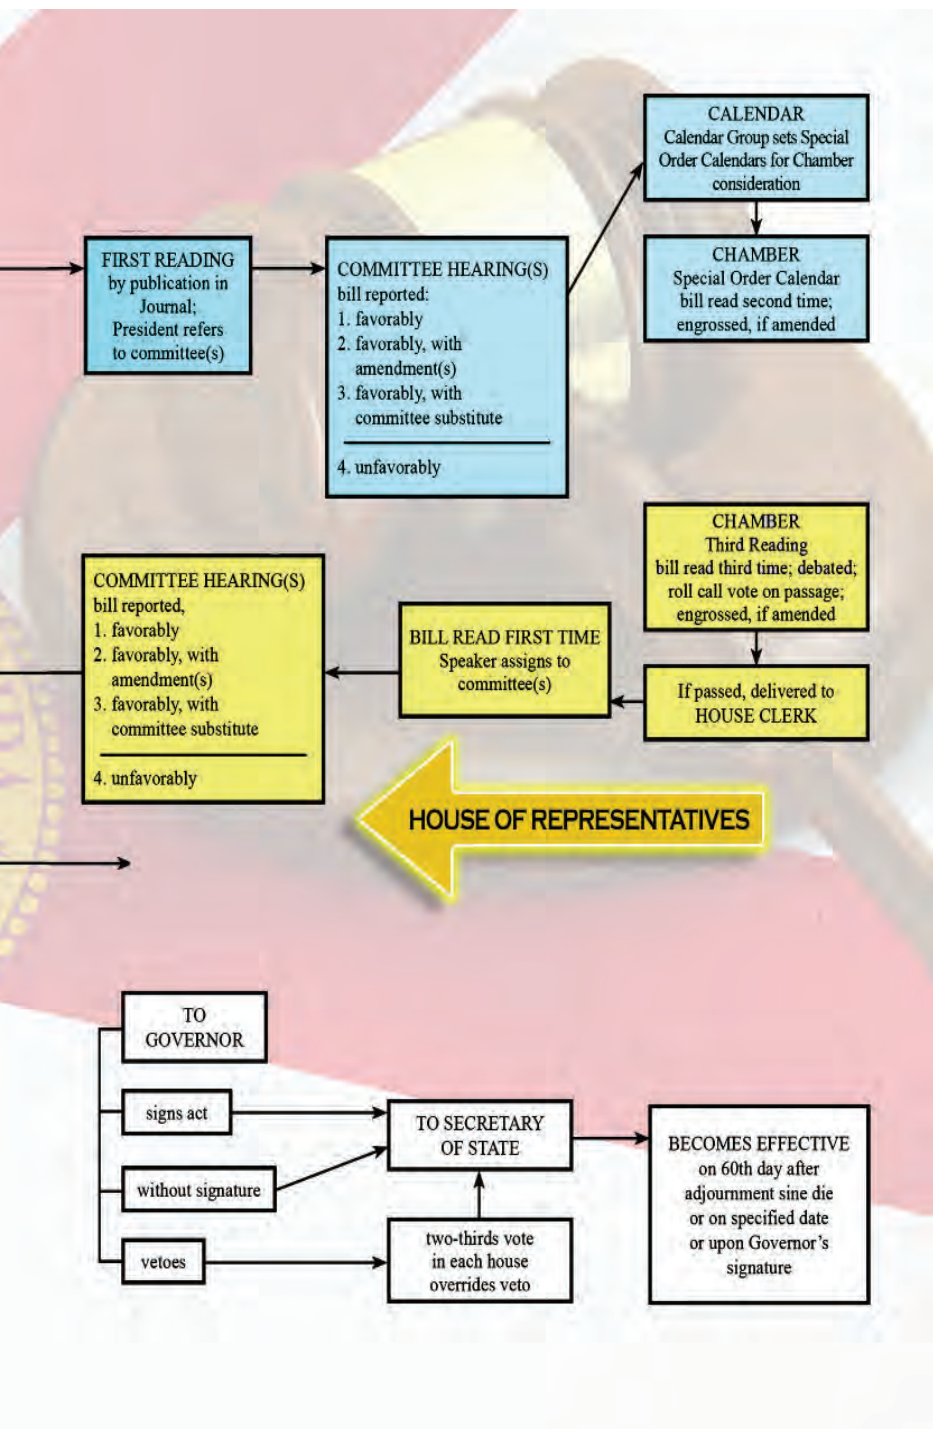 FIRST READING
by publication in
Journal;
President refers
to committee(s)
COMMITTEE HEARING(S)
bill reported:
1. favorably
2. favorably, with
amendment(s)
3. favorably, with
committee substitute
4. unfavorably
CALENDAR
Calendar Group sets Special
Order Calendars for Chamber
consideration
CHAMBER
Special Order Calendar
bill read second time;
engrossed, if amended
CHAMBER
Third Reading
bill read third time; debated;
roll call vote on passage;
engrossed, if amended
If passed, delivered to
HOUSE CLERK
BILL READ FIRST TIME
Speaker assigns to
committee(s)
COMMITTEE HEARING(S)
bill reported,
1. favorably
2. favorably, with
amendment(s)
3. favorably, with
committee substitute
4. unfavorably
HOUSE OF REPRESENTATIVES
TO
GOVERNOR
signs act
without signature
vetoes
TO SECRETARY
OF STATE
two-thirds vote
in each house
overrides veto
BECOMES EFFECTIVE
on 60th day after
adjournment sine die
or on specified date
or upon Governor's
signature